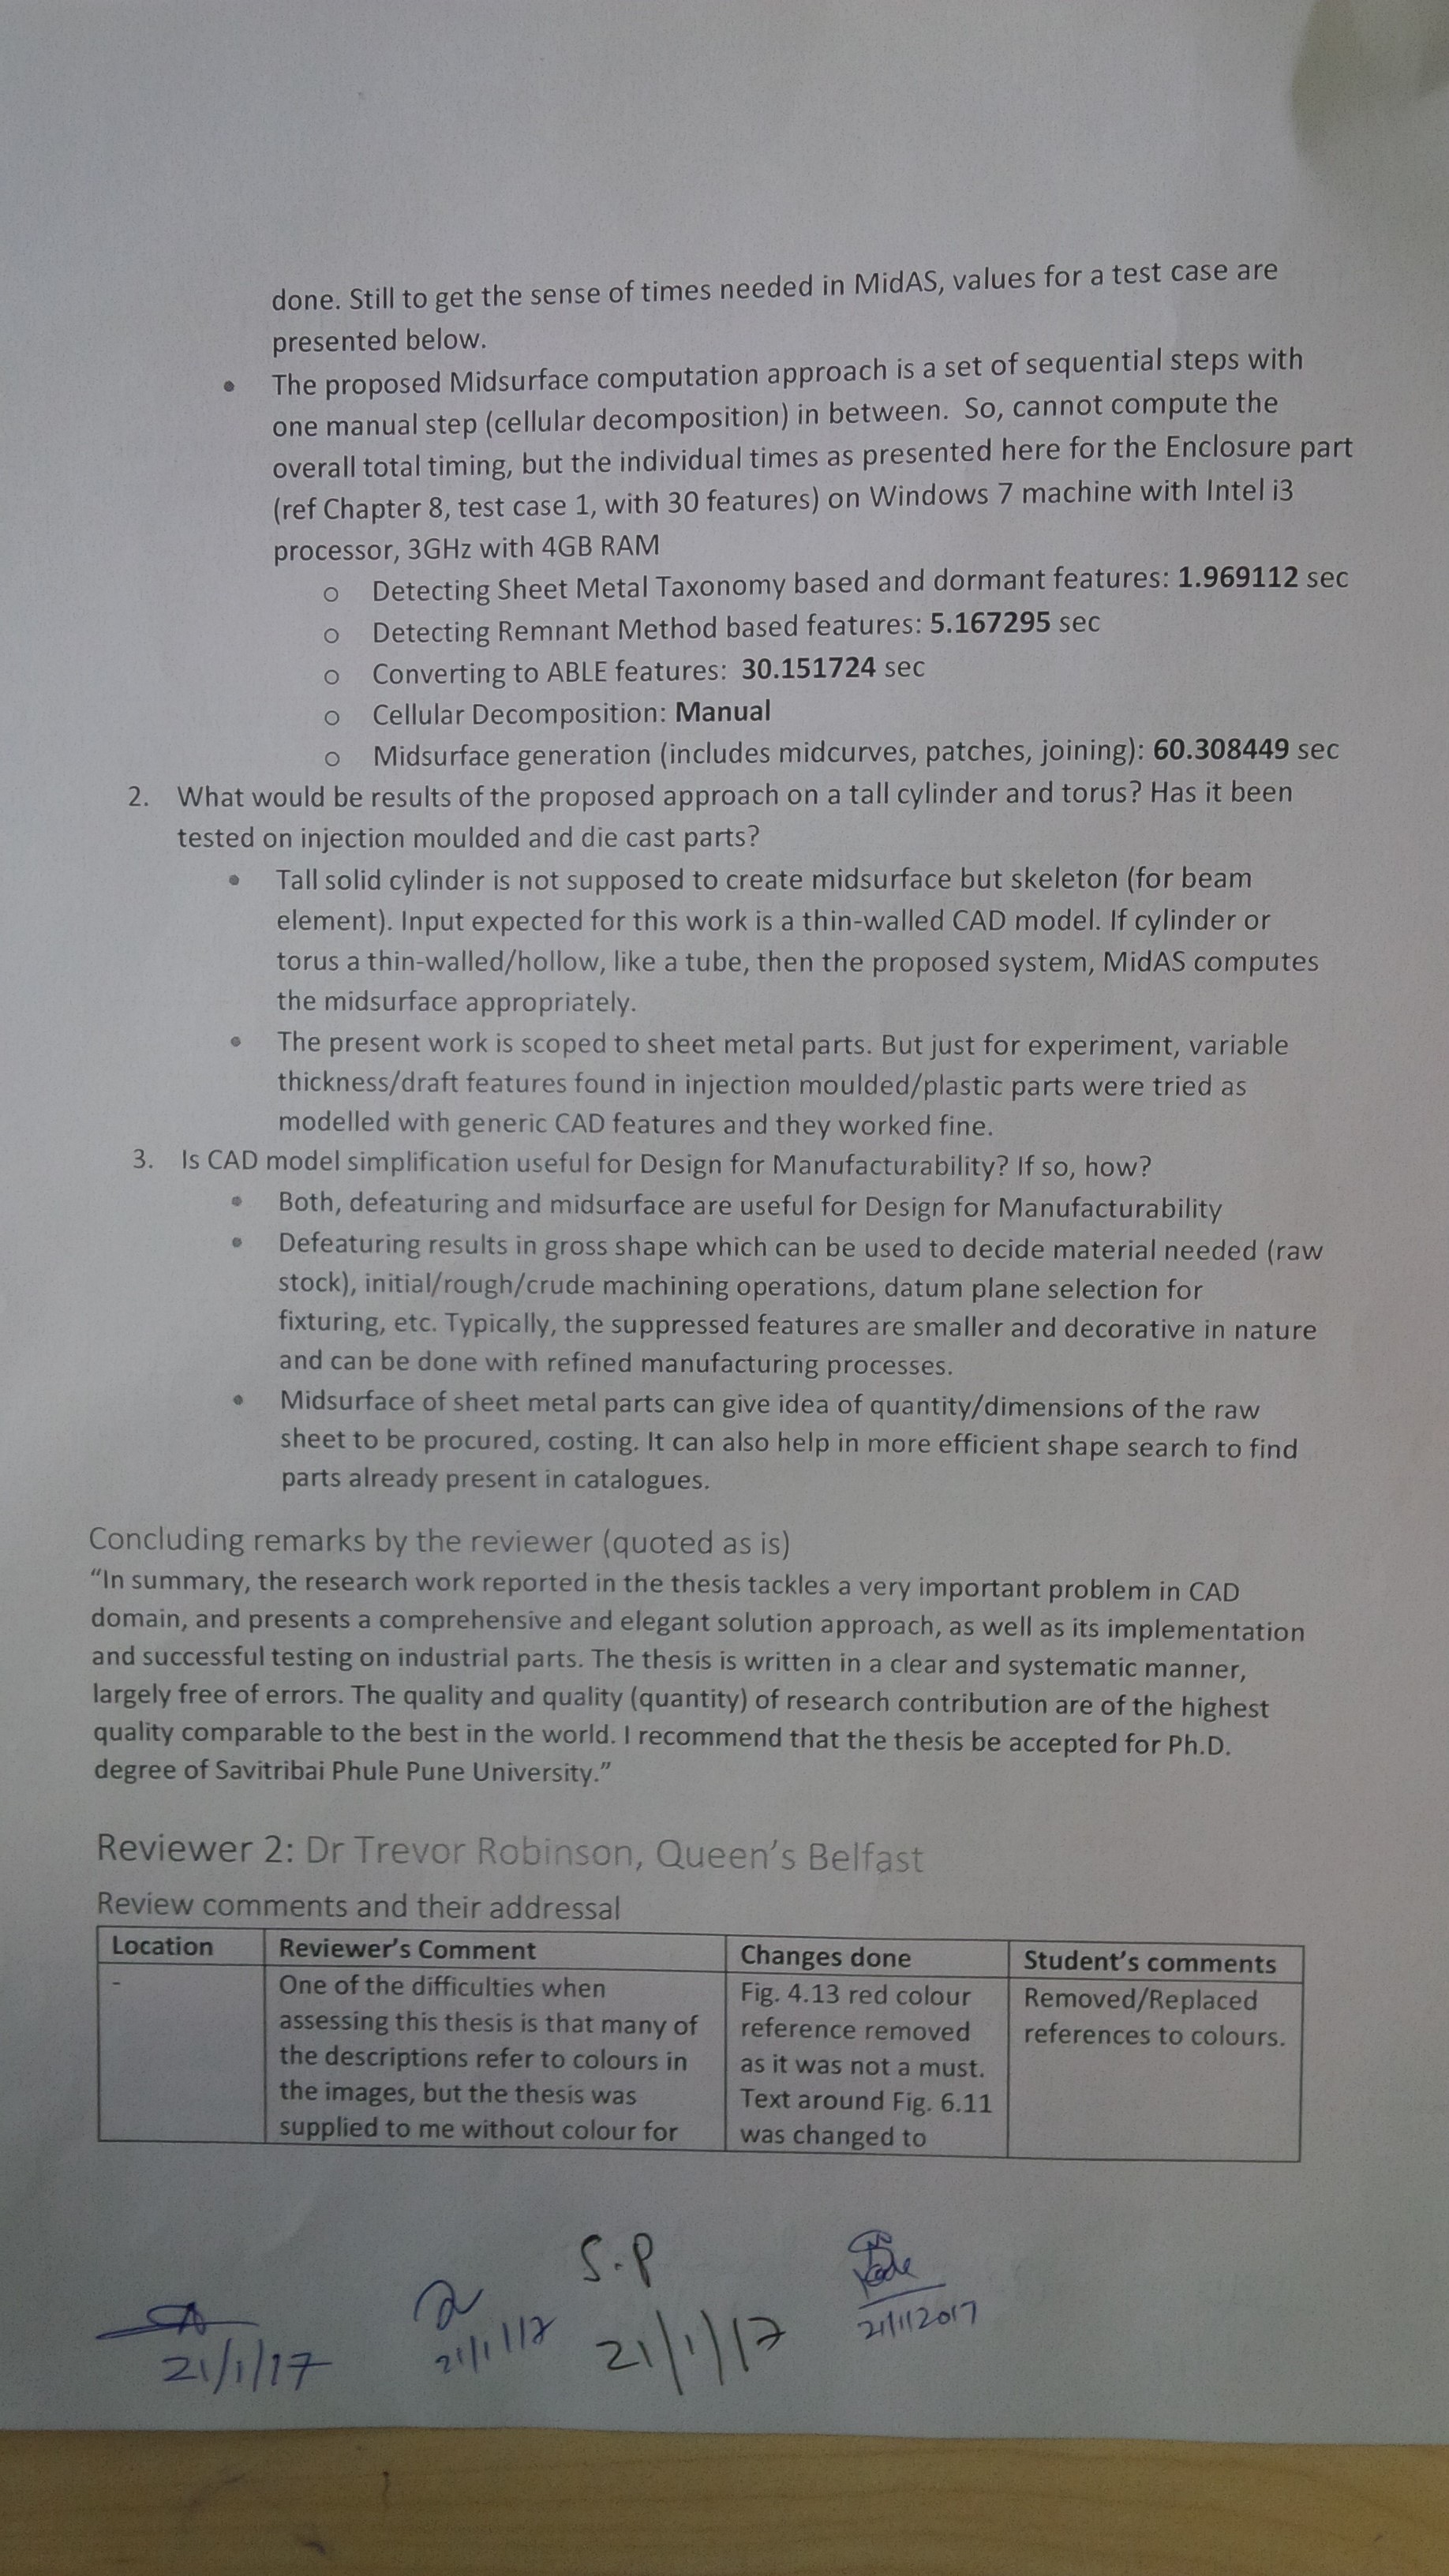 done. Still to get the sense of times needed in MidAS, values for a test case are
presented below.
• The proposed Midsurface computation approach is a set of sequential steps with
one manual step (cellular decomposition) in between.  So, cannot compute the
overall total timing, but the individual times as presented here for the Enclosure part
(ref Chapter 8, test case 1, with 30 features) on Windows 7 machine with Intel i3
processor, 3GHz with 4GB RAM
o Detecting Sheet Metal Taxonomy based and dormant features: 1.969112 sec
o Detecting Remnant Method based features: 5.167295 sec
o Converting to ABLE features:  30.151724 sec
o Cellular Decomposition: Manual
o Midsurface generation (includes midcurves, patches, joining): 60.308449 sec
2. What would be results of the proposed approach on a tall cylinder and torus? Has it been
tested on injection moulded and die cast parts?
• Tall solid cylinder is not supposed to create midsurface but skeleton (for beam
element). Input expected for this work is a thin-walled CAD model. If cylinder or
torus a thin-walled/hollow, like a tube, then the proposed system, MidAS computes
the midsurface appropriately.
• The present work is scoped to sheet metal parts. But just for experiment, variable
thickness/draft features found in injection moulded/plastic parts were tried as
modelled with generic CAD features and they worked fine.
3. Is CAD model simplification useful for Design for Manufacturability? If so, how?
• Both, defeaturing and midsurface are useful for Design for Manufacturability
• Defeaturing results in gross shape which can be used to decide material needed (raw
stock), initial/rough/crude machining operations, datum plane selection for
fixturing, etc. Typically, the suppressed features are smaller and decorative in nature
and can be done with refined manufacturing processes.
• Midsurface of sheet metal parts can give idea of quantity/dimensions of the raw
sheet to be procured, costing. It can also help in more efficient shape search to find
parts already present in catalogues.
Concluding remarks by the reviewer (quoted as is)
“In summary, the research work reported in the thesis tackles a very important problem in CAD
domain, and presents a comprehensive and elegant solution approach, as well as its implementation
and successful testing on industrial parts. The thesis is written in a clear and systematic manner,
largely free of errors. The quality and quality (quantity) of research contribution are of the highest
quality comparable to the best in the world. I recommend that the thesis be accepted for Ph.D.
degree of Savitribai Phule Pune University.”
Reviewer 2: Dr Trevor Robinson, Queen’s Belfast
Review comments and their addressal
Location Reviewer’s Comment Changes done Student’s comments
- One of the difficulties when Fig. 4.13 red colour Removed/Replaced
assessing this thesis is that many of reference removed references to colours.
the descriptions refer to colours in as it was not a must.
the images, but the thesis was Text around Fig. 6.11
supplied to me without colour for was changed to
S.P
21/1/17 21/1/17 21/1/17 21/1/2017